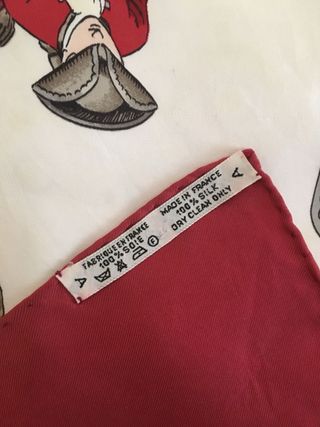 A
FABRIQUE EN FRANCE
100% SOIE
P
MADE IN FRANCE
100% SILK
DRY CLEAN ONLY
A